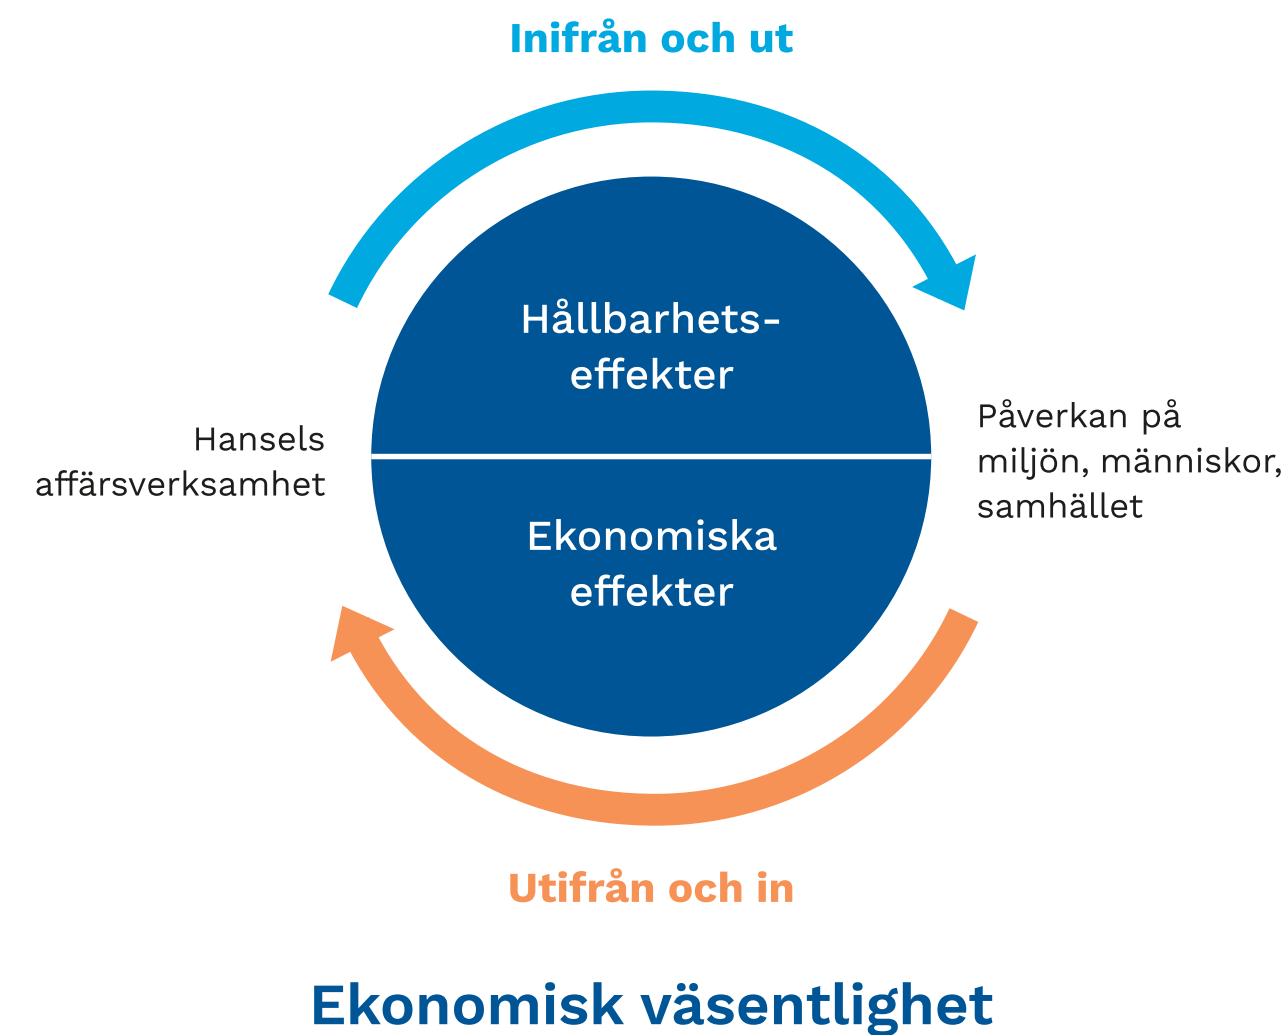 Inifrån och ut
Hållbarhets-
effekter
Hansels
affärsverksamhet
Påverkan på
miljön, människor,
samhället
Ekonomiska
effekter
Utifrån och in
Ekonomisk väsentlighet